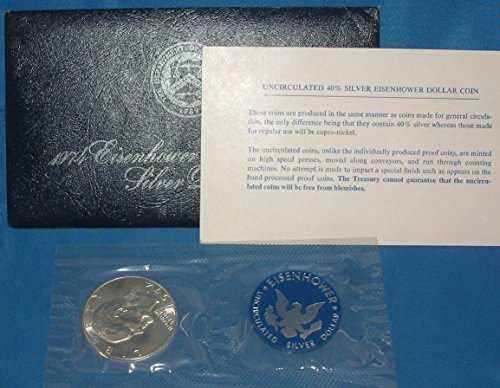 1971 Eisenhower
Silver
UNCIRCULATED 40% SILVER EISENHOWER DOLLAR COIN
These coins are produced in the same manner as coins made for general circula-
tion, the only difference being that they contain 40% silver whereas those made
for regular use will be cupro-nickel.
The uncirculated coins, unlike the individually produced proof coins, are minted
on high speed presses, moved along conveyors, and run through counting
machines. No attempt is made to impart a special finish such as appears on the
hand-processed proof coins. The Treasury cannot guarantee that the uncircu-
lated coins will be free from blemishes.
EISENHOWER
UNCIRCULATED SILVER DOLLAR